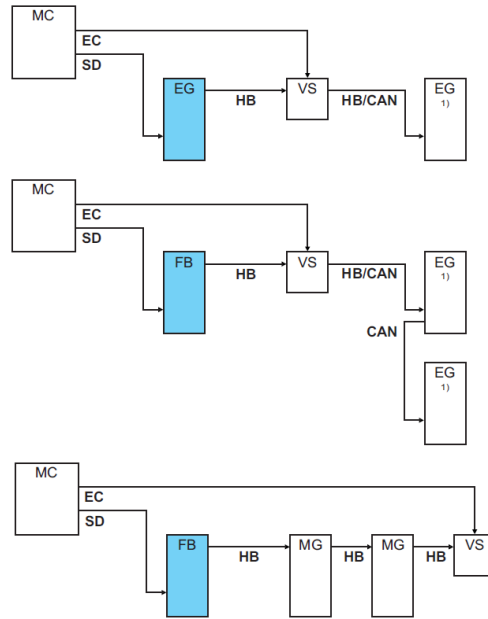 MC
EC
SD
EG
HB
VS
HB/CAN
EG
1)
MC
EC
SD
FB
HB
VS
HB/CAN
EG
1)
CAN
EG
1)
MC
EC
SD
FB
HB
MG
HB
MG
HB
VS